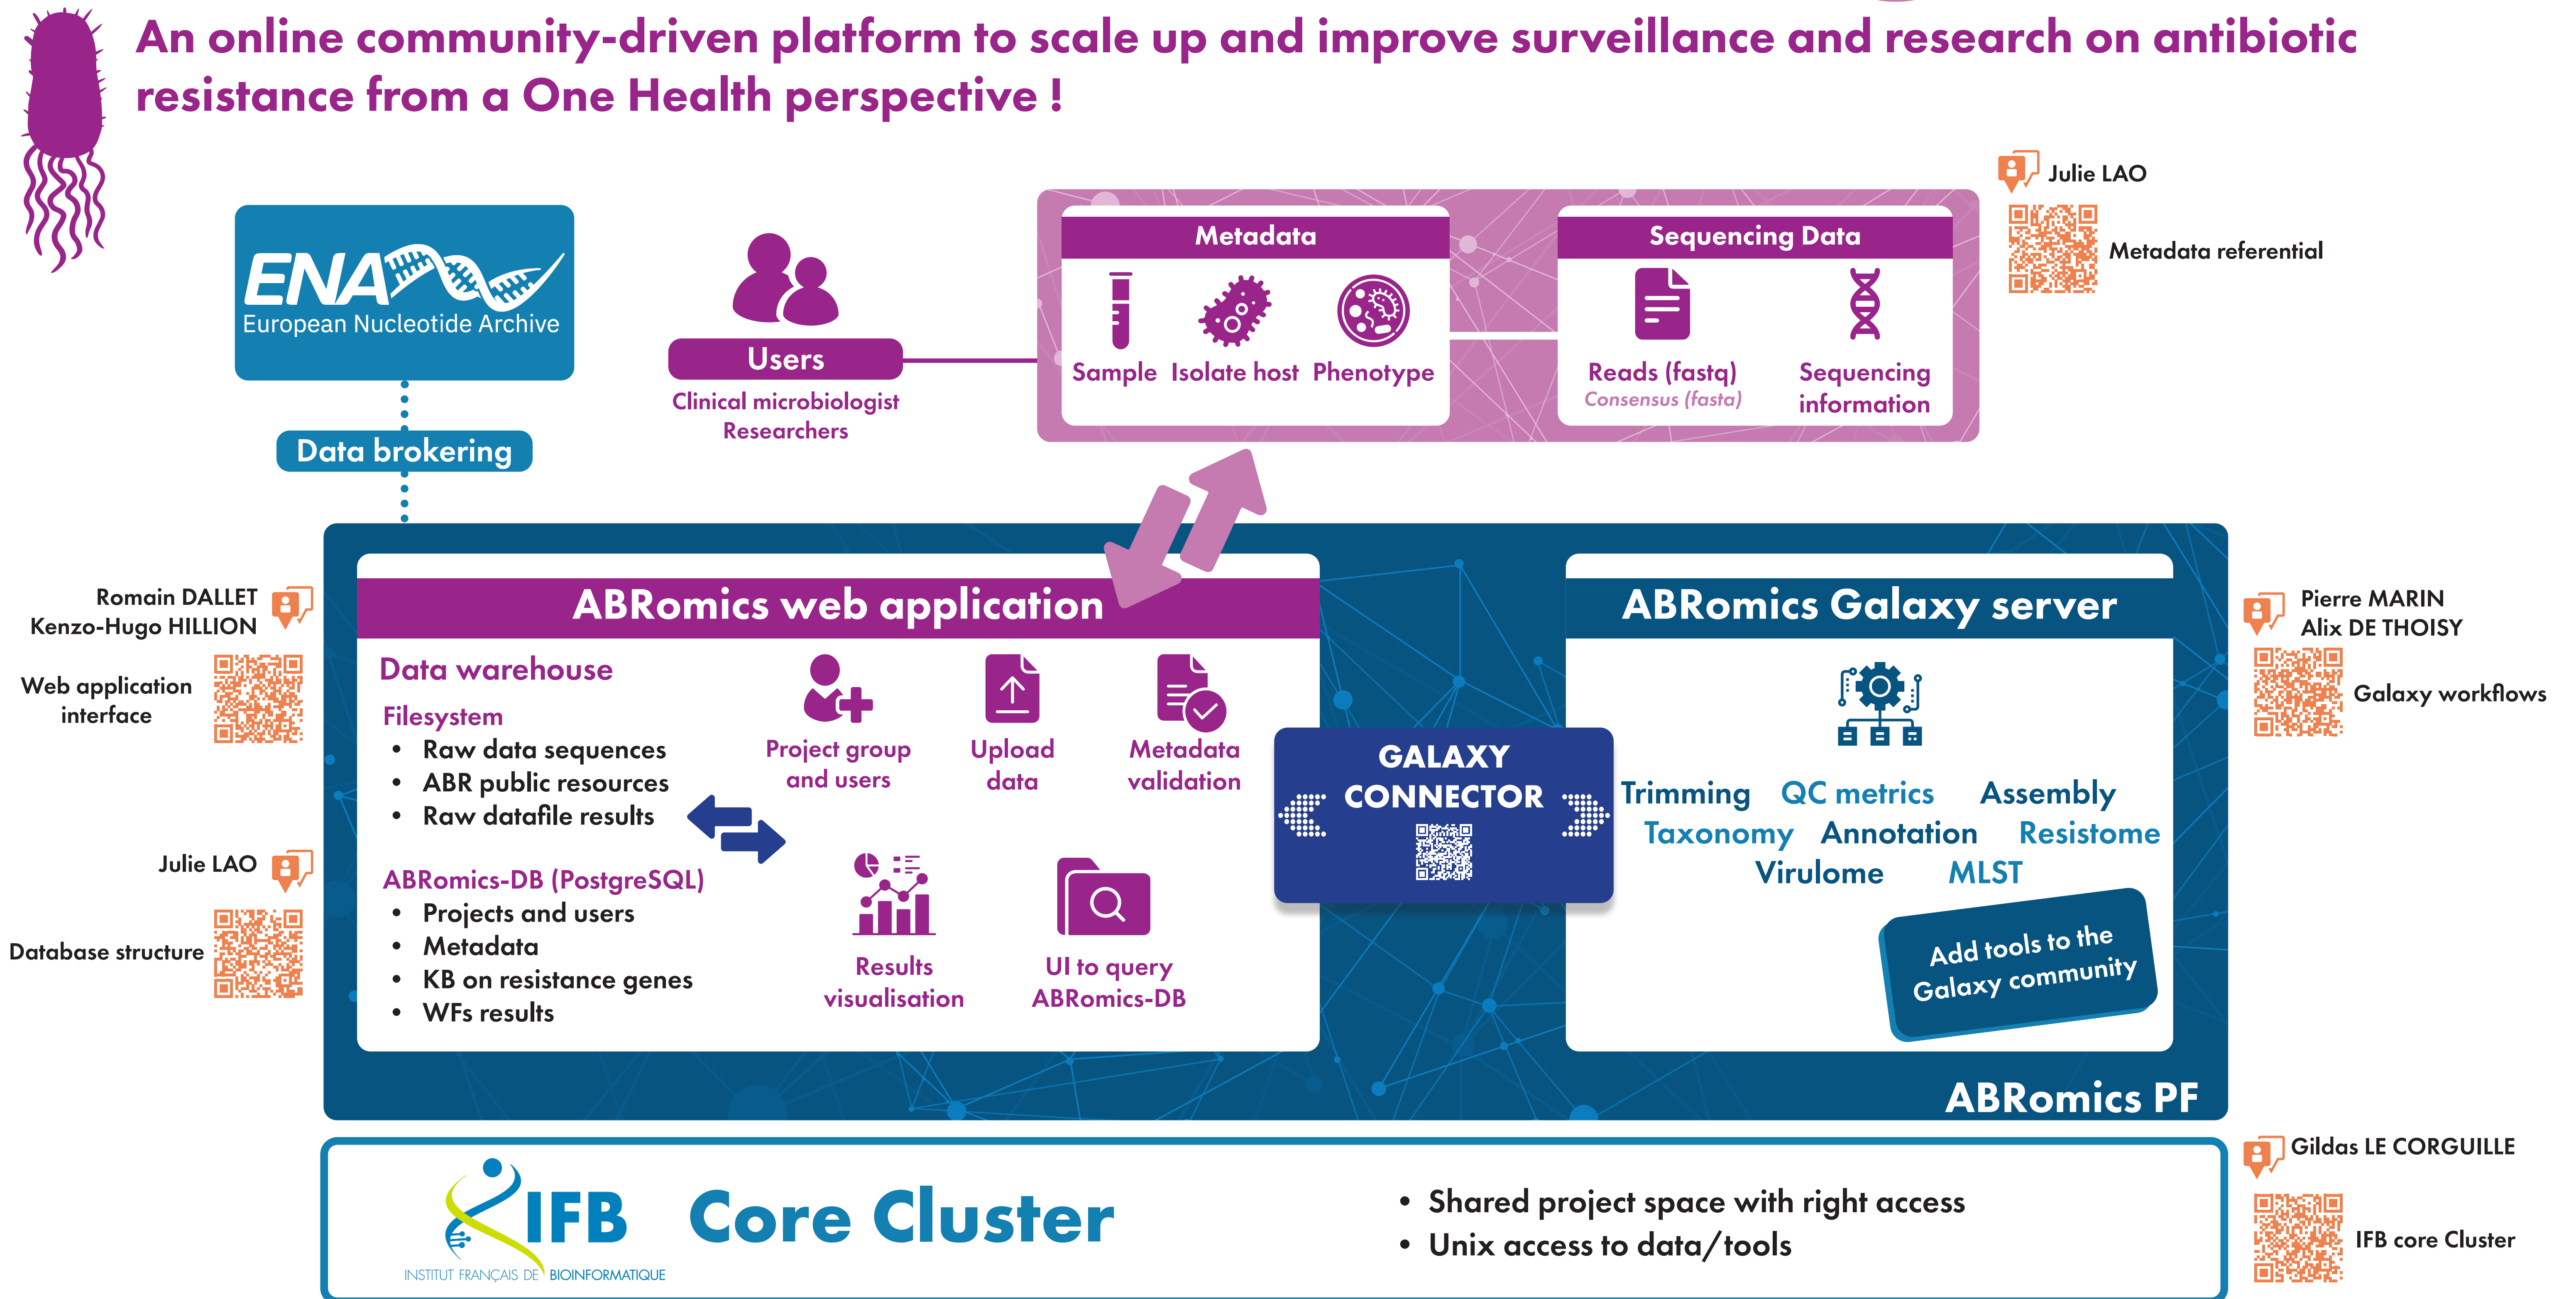 An online community-driven platform to scale up and improve surveillance and research on antibiotic
resistance from a One Health perspective !
Julie LAO
Metadata referential
ENA
European Nucleotide Archive
Data brokering
Users
Clinical microbiologist
Researchers
Metadata
Sample Isolate host Phenotype
Sequencing Data
Reads (fastq)
Consensus (fasta)
Sequencing
information
Romain DALLET
Kenzo-Hugo HILLION
Web application
interface
Julie LAO
Database structure
ABRomics web application
Data warehouse
Filesystem
• Raw data sequences
• ABR public resources
• Raw datafile results
ABRomics-DB (PostgreSQL)
• Projects and users
• Metadata
• KB on resistance genes
• WFs results
Project group
and users
Upload
data
Metadata
validation
Results
visualisation
UI to query
ABRomics-DB
GALAXY
CONNECTOR
ABRomics Galaxy server
Trimming QC metrics Assembly
Taxonomy Annotation Resistome
Virulome MLST
Add tools to the
Galaxy community
ABRomics PF
Pierre MARIN
Alix DE THOISY
Galaxy workflows
IFB
INSTITUT FRANÇAIS DE BIOINFORMATIQUE
Core Cluster
• Shared project space with right access
• Unix access to data/tools
Gildas LE CORGUILLE
IFB core Cluster